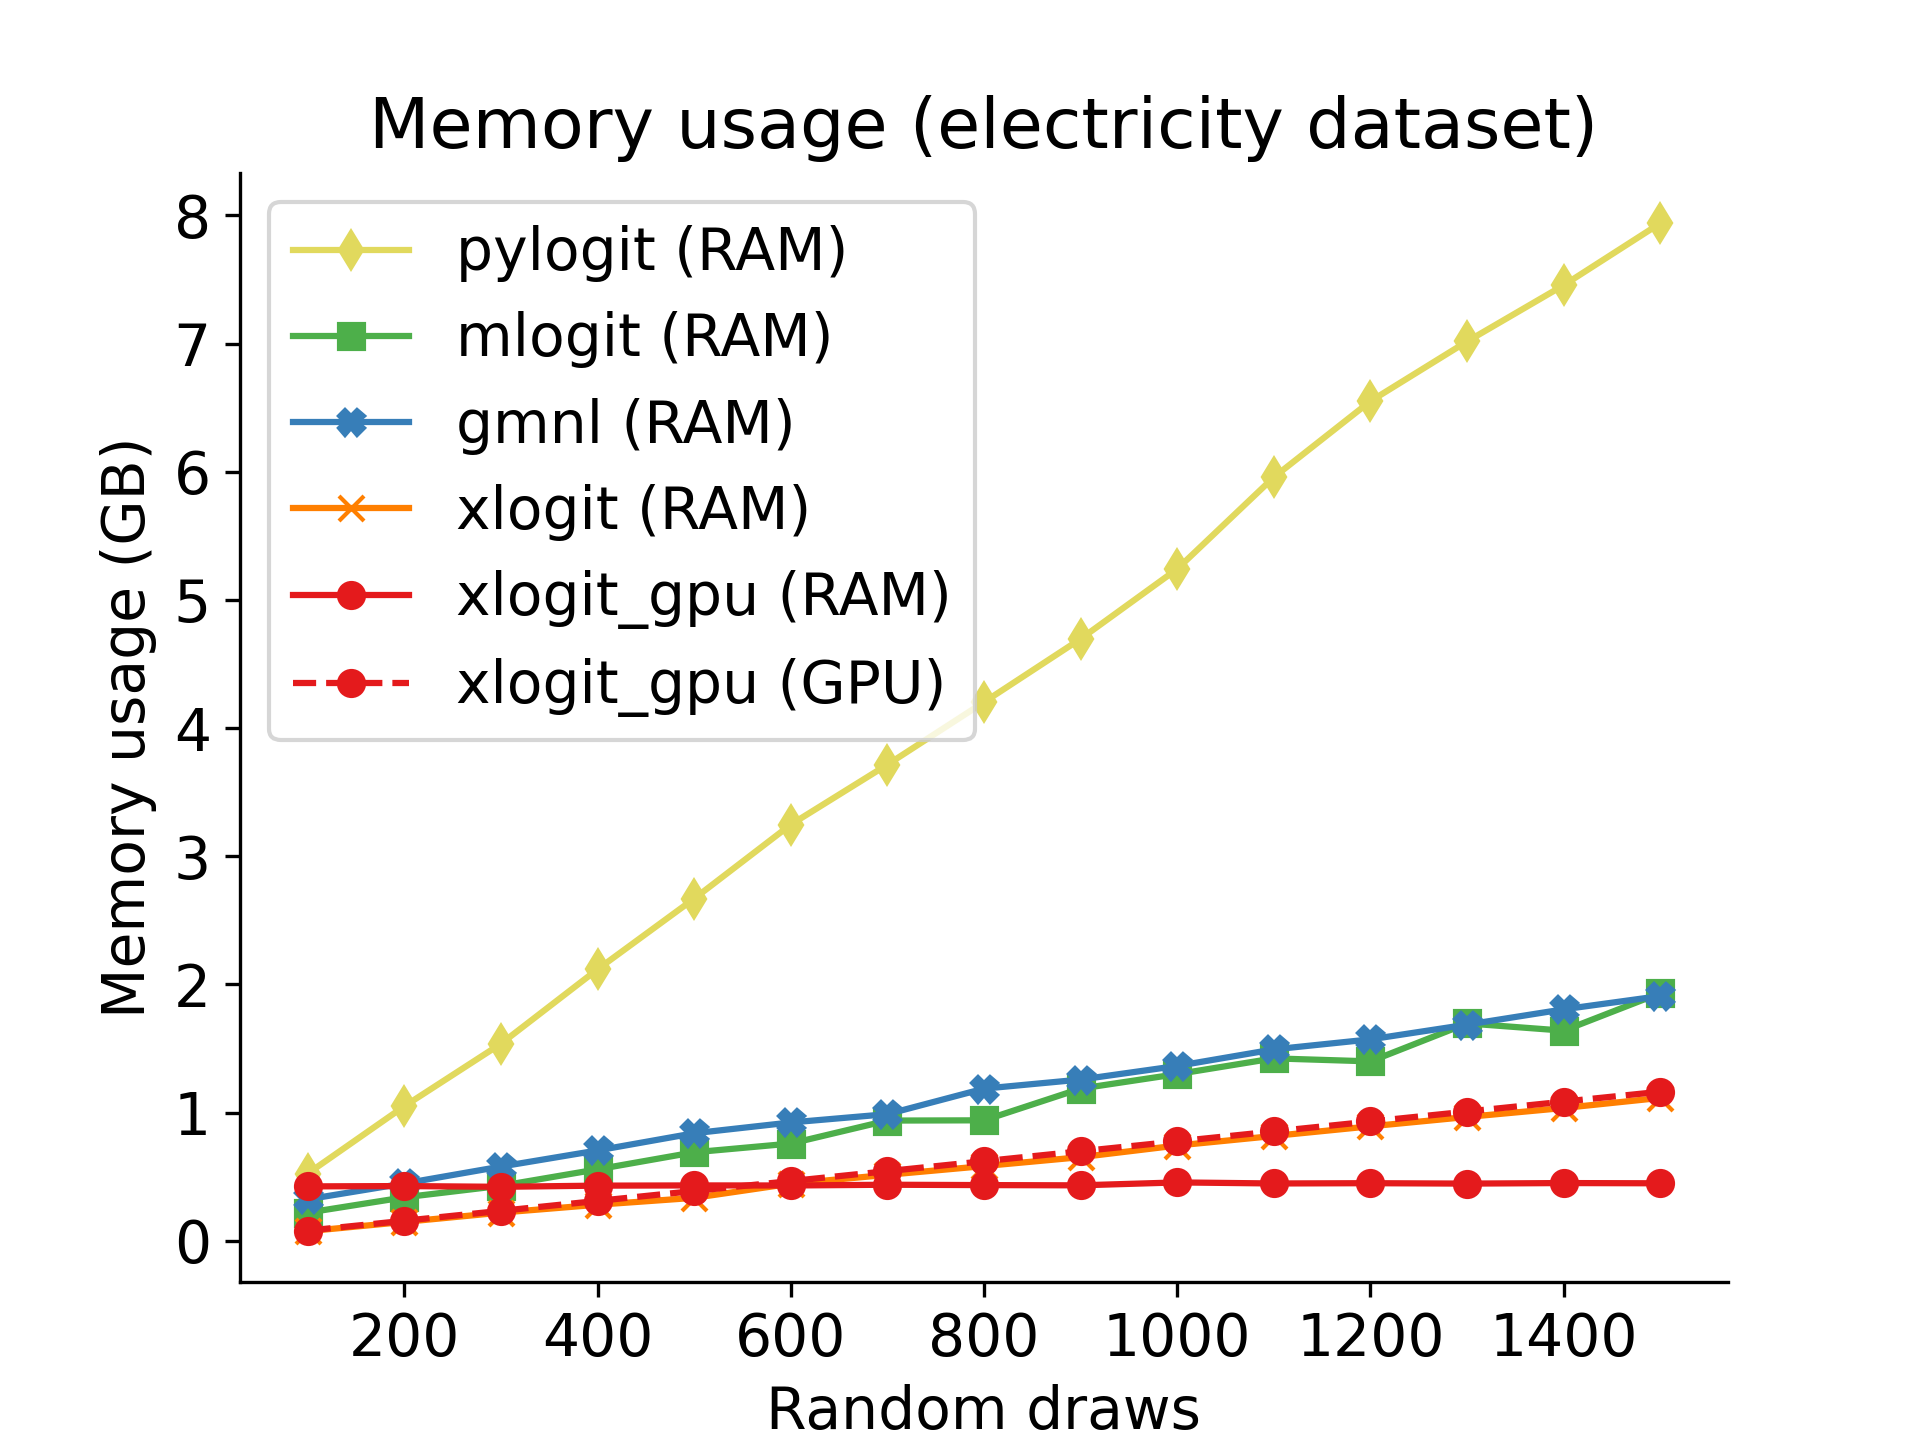 Memory usage (electricity dataset)
Memory usage (GB)
8
7
6
5
4
3
2
1
0
pylogit (RAM)
mlogit (RAM)
gmnl (RAM)
xlogit (RAM)
xlogit_gpu (RAM)
xlogit_gpu (GPU)
200 400 600 800 1000 1200 1400
Random draws